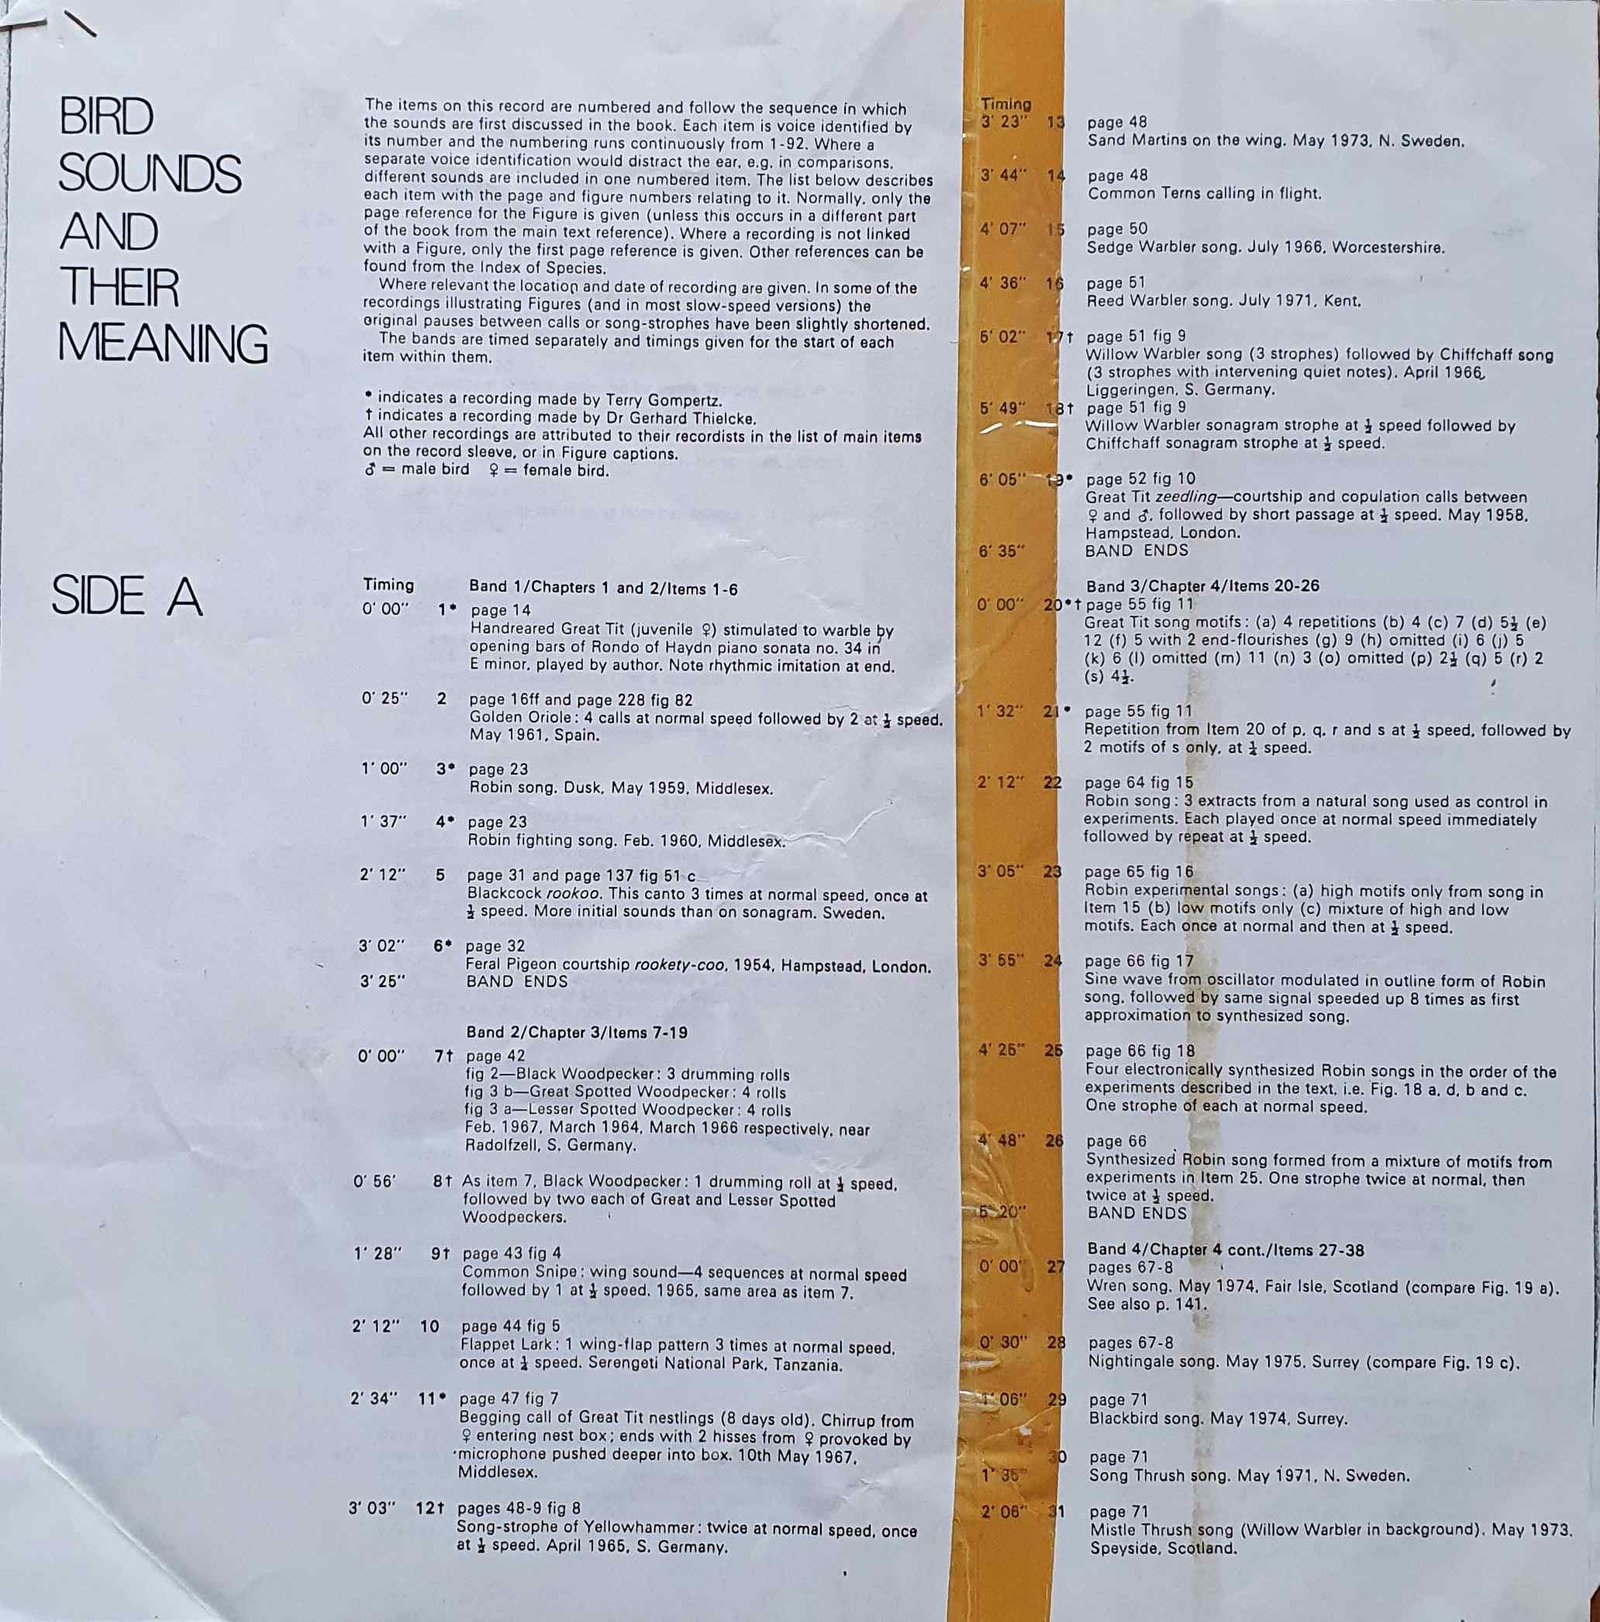 BIRD
SOUNDS
AND
THEIR
MEANING
The items on this record are numbered and follow the sequence in which
the sounds are first discussed in the book. Each item is voice identified by
its number and the numbering runs continuously from 1-92. Where a
separate voice identification would distract the ear, e.g. in comparisons,
different sounds are included in one numbered item. The list below describes
each item with the page and figure numbers relating to it. Normally, only the
page reference for the Figure is given (unless this occurs in a different part
of the book from the main text reference). Where a recording is not linked
with a Figure, only the first page reference is given. Other references can be
found from the Index of Species.
Where relevant the location and date of recording are given. In some of the
recordings illustrating Figures (and in most slow-speed versions) the
original pauses between calls or song-strophes have been slightly shortened.
The bands are timed separately and timings given for the start of each
item within them.
* indicates a recording made by Terry Gompertz.
† indicates a recording made by Dr Gerhard Thielcke.
All other recordings are attributed to their recordists in the list of main items
on the record sleeve, or in Figure captions.
♂ = male bird ♀ = female bird.
SIDE A
Timing Band 1/Chapters 1 and 2/Items 1-6
0' 00" 1* page 14
Handreared Great Tit (juvenile ♀) stimulated to warble by
opening bars of Rondo of Haydn piano sonata no. 34 in
E minor, played by author. Note rhythmic imitation at end.
0' 25" 2 page 16ff and page 228 fig 82
Golden Oriole: 4 calls at normal speed followed by 2 at ½ speed.
May 1961, Spain.
1' 00" 3* page 23
Robin song. Dusk, May 1959, Middlesex.
1' 37" 4* page 23
Robin fighting song. Feb. 1960, Middlesex.
2' 12" 5 page 31 and page 137 fig 51 c
Blackcock rookoo. This canto 3 times at normal speed, once at
½ speed. More initial sounds than on sonagram. Sweden.
3' 02" 6* page 32
Feral Pigeon courtship rookety-coo, 1954, Hampstead, London.
3' 25" BAND ENDS
Band 2/Chapter 3/Items 7-19
0' 00" 7† page 42
fig 2—Black Woodpecker: 3 drumming rolls
fig 3 b—Great Spotted Woodpecker: 4 rolls
fig 3 a—Lesser Spotted Woodpecker: 4 rolls
Feb. 1967, March 1964, March 1966 respectively, near
Radolfzell, S. Germany.
0' 56' 8† As item 7, Black Woodpecker: 1 drumming roll at ½ speed,
followed by two each of Great and Lesser Spotted
Woodpeckers.
1' 28" 9† page 43 fig 4
Common Snipe: wing sound—4 sequences at normal speed
followed by 1 at ½ speed. 1965, same area as item 7.
2' 12" 10 page 44 fig 5
Flappet Lark: 1 wing-flap pattern 3 times at normal speed,
once at ¼ speed. Serengeti National Park, Tanzania.
2' 34" 11* page 47 fig 7
Begging call of Great Tit nestlings (8 days old). Chirrup from
♀ entering nest box; ends with 2 hisses from ♀ provoked by
microphone pushed deeper into box. 10th May 1967,
Middlesex.
3' 03" 12† pages 48-9 fig 8
Song-strophe of Yellowhammer: twice at normal speed, once
at ½ speed. April 1965, S. Germany.
Timing
3' 23" 13 page 48
Sand Martins on the wing. May 1973, N. Sweden.
3' 44" 14 page 48
Common Terns calling in flight.
4' 07" 15 page 50
Sedge Warbler song. July 1966, Worcestershire.
4' 36" 16 page 51
Reed Warbler song. July 1971, Kent.
5' 02" 17† page 51 fig 9
Willow Warbler song (3 strophes) followed by Chiffchaff song
(3 strophes with intervening quiet notes). April 1966,
Liggeringen, S. Germany.
5' 49" 18† page 51 fig 9
Willow Warbler sonagram strophe at ½ speed followed by
Chiffchaff sonagram strophe at ½ speed.
6' 05" 19* page 52 fig 10
Great Tit zeedling—courtship and copulation calls between
♀ and ♂, followed by short passage at ½ speed. May 1958,
Hampstead, London.
6' 35" BAND ENDS
Band 3/Chapter 4/Items 20-26
0' 00" 20*† page 55 fig 11
Great Tit song motifs: (a) 4 repetitions (b) 4 (c) 7 (d) 5½ (e)
12 (f) 5 with 2 end-flourishes (g) 9 (h) omitted (i) 6 (j) 5
(k) 6 (l) omitted (m) 11 (n) 3 (o) omitted (p) 2½ (q) 5 (r) 2
(s) 4½.
1' 32" 21* page 55 fig 11
Repetition from Item 20 of p, q, r and s at ½ speed, followed by
2 motifs of s only, at ¼ speed.
2' 12" 22 page 64 fig 15
Robin song: 3 extracts from a natural song used as control in
experiments. Each played once at normal speed immediately
followed by repeat at ½ speed.
3' 05" 23 page 65 fig 16
Robin experimental songs: (a) high motifs only from song in
Item 15 (b) low motifs only (c) mixture of high and low
motifs. Each once at normal and then at ½ speed.
3' 55" 24 page 66 fig 17
Sine wave from oscillator modulated in outline form of Robin
song, followed by same signal speeded up 8 times as first
approximation to synthesized song.
4' 25" 25 page 66 fig 18
Four electronically synthesized Robin songs in the order of the
experiments described in the text, i.e. Fig. 18 a, d, b and c.
One strophe of each at normal speed.
4' 48" 26 page 66
Synthesized Robin song formed from a mixture of motifs from
experiments in Item 25. One strophe twice at normal, then
twice at ½ speed.
5' 20" BAND ENDS
Band 4/Chapter 4 cont./Items 27-38
0' 00" 27 pages 67-8
Wren song. May 1974, Fair Isle, Scotland (compare Fig. 19 a).
See also p. 141.
0' 30" 28 pages 67-8
Nightingale song. May 1975, Surrey (compare Fig. 19 c).
1' 06" 29 page 71
Blackbird song. May 1974, Surrey.
30 page 71
1' 35" Song Thrush song. May 1971, N. Sweden.
2' 06" 31 page 71
Mistle Thrush song (Willow Warbler in background). May 1973,
Speyside, Scotland.